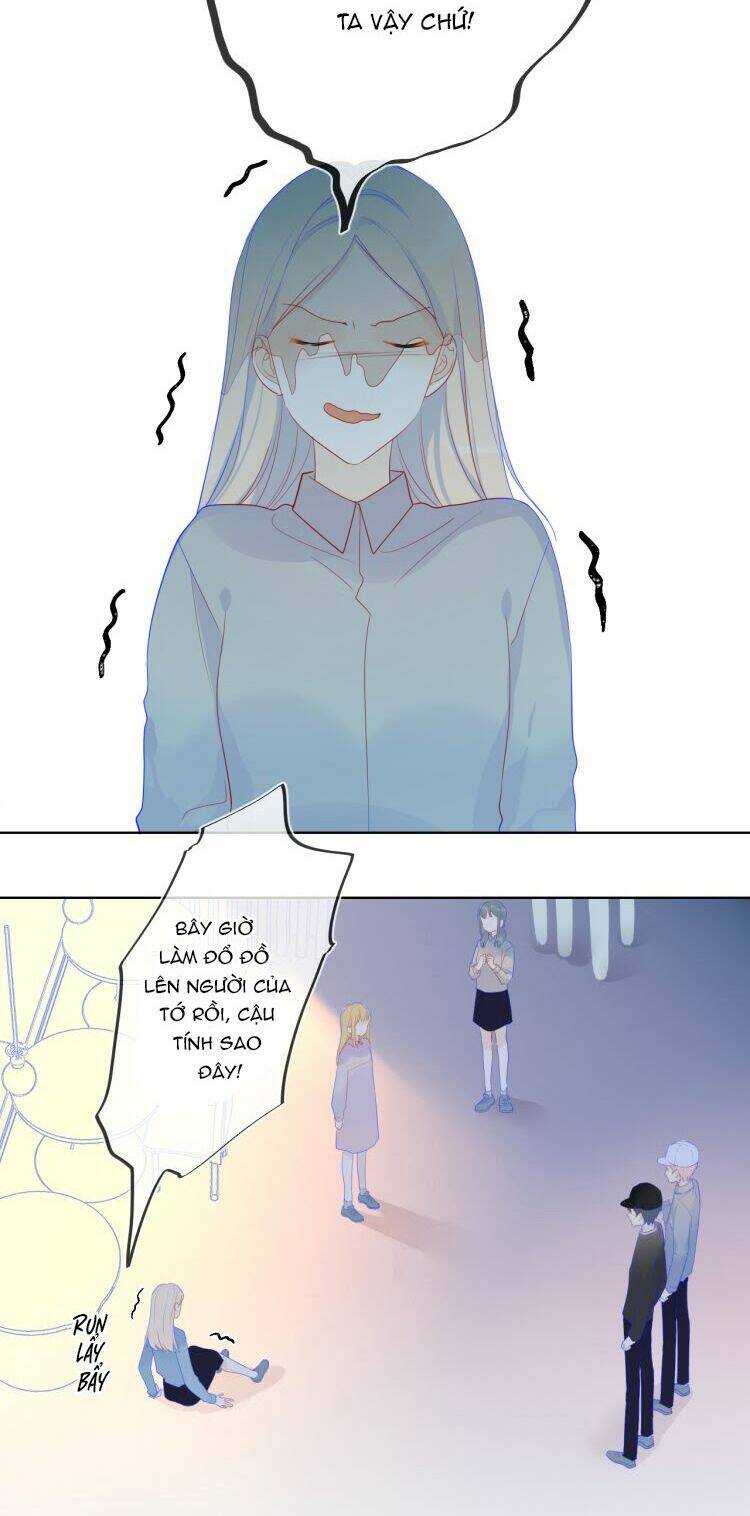 TA VẬY CHỨ!
BÂY GIỜ
LÀM ĐỔ ĐỒ
LÊN NGƯỜI CỦA
TỚ RỒI, CẬU
TÍNH SAO
ĐÂY!
RUN
LẨY
BẨY